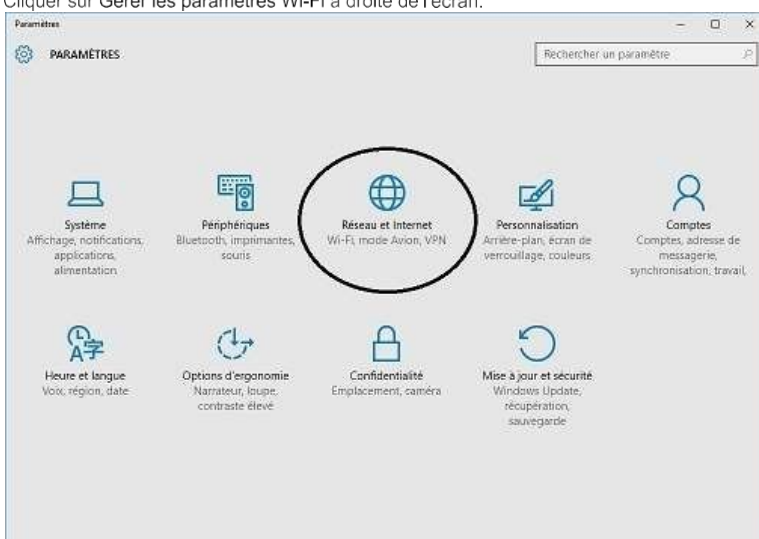 Cliquer sur Gérer les paramètres Wi-Fi à droite de l'écran.
Paramètres
PARAMÈTRES
Rechercher un paramètre
Système
Affichage, notifications,
applications,
alimentation
Périphériques
Bluetooth, imprimantes,
souris
Réseau et Internet
Wi-Fi, mode Avion, VPN
Personnalisation
Arrière-plan, écran de
verrouillage, couleurs
Comptes
Comptes, adresse de
messagerie,
synchronisation, travail,
Heure et langue
Voix, région, date
Options d'ergonomie
Narrateur, loupe,
contraste élevé
Confidentialité
Emplacement, caméra
Mise à jour et sécurité
Windows Update,
récupération,
sauvegarde